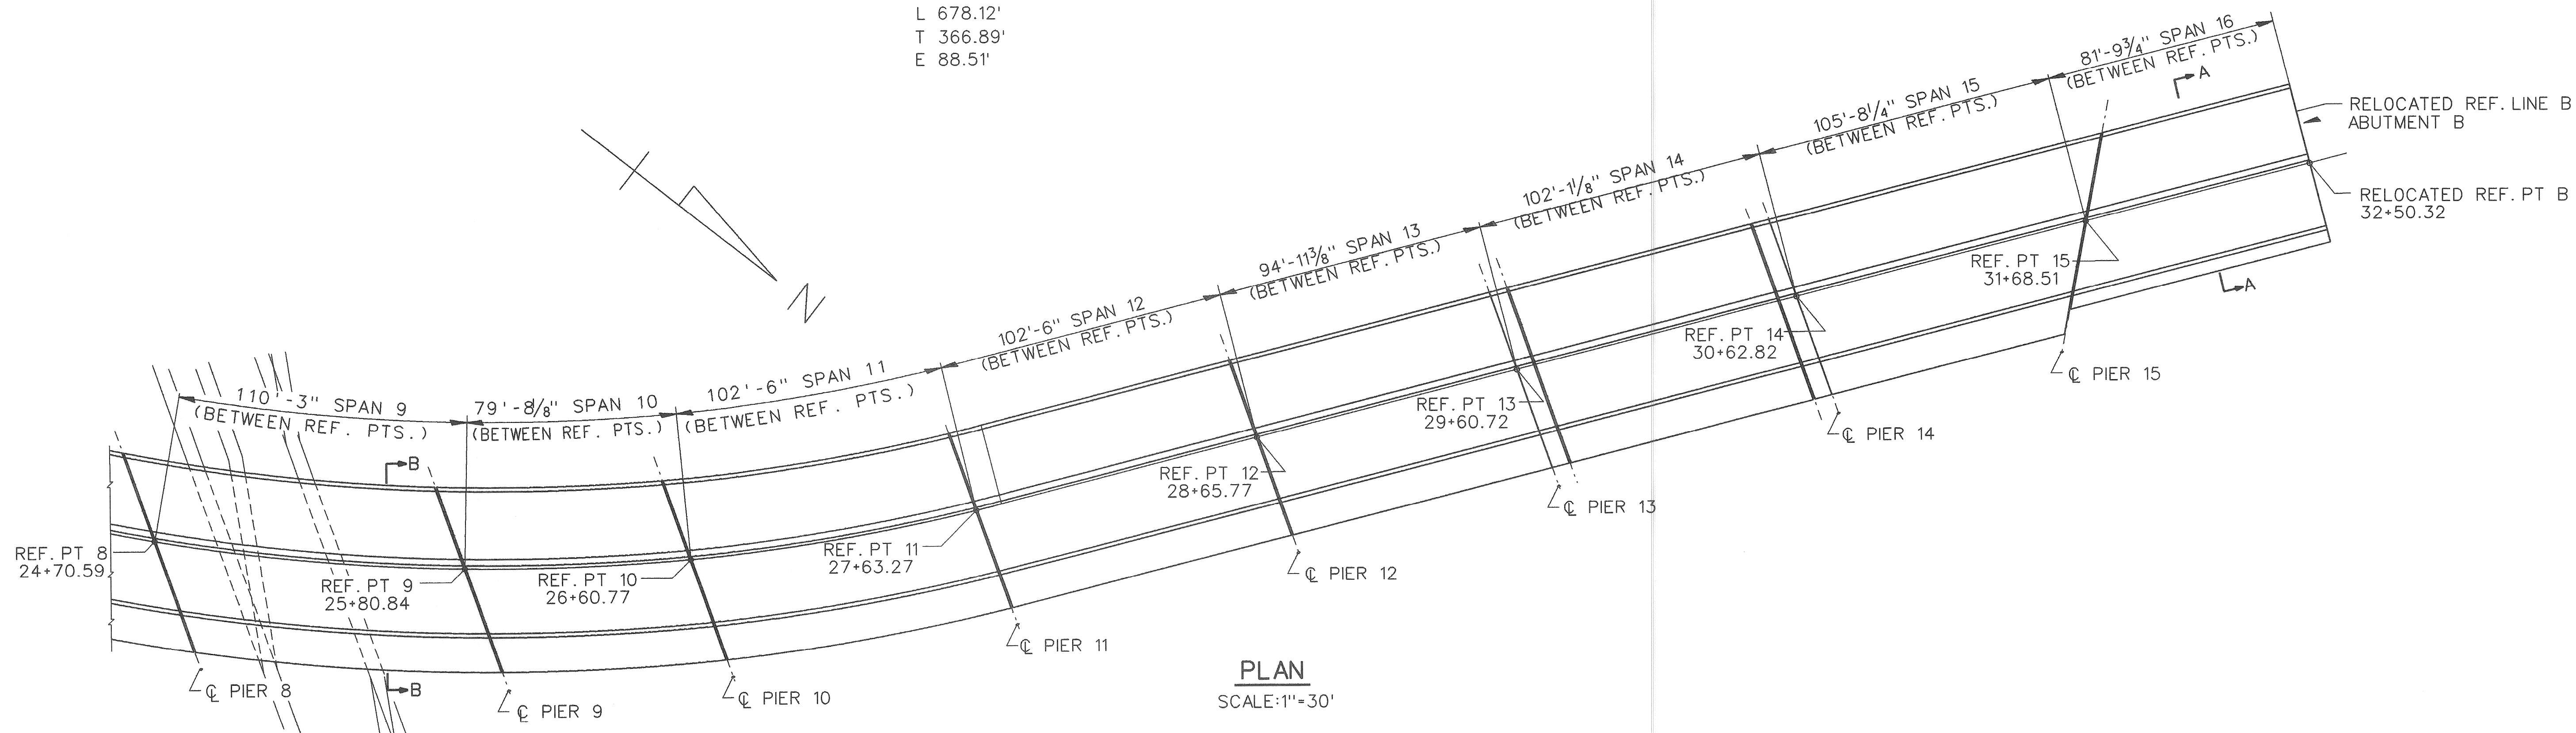 L 678.12'
T 366.89'
E 88.51'
81'-9¾" SPAN 16
(BETWEEN REF. PTS.)
A
105'-8¼" SPAN 15
(BETWEEN REF. PTS.)
RELOCATED REF. LINE B
ABUTMENT B
102'-1⅛" SPAN 14
(BETWEEN REF. PTS.)
RELOCATED REF. PT B
32+50.32
94'-11⅜" SPAN 13
(BETWEEN REF. PTS.)
REF. PT 15
31+68.51
A
N
102'-6" SPAN 12
(BETWEEN REF. PTS.)
REF. PT 14
30+62.82
℄ PIER 15
102'-6" SPAN 11
(BETWEEN REF. PTS.)
110'-3" SPAN 9
(BETWEEN REF. PTS.)
79'-8⅛" SPAN 10
(BETWEEN REF. PTS.)
REF. PT 13
29+60.72
℄ PIER 14
B
REF. PT 12
28+65.77
℄ PIER 13
REF. PT 8
24+70.59
REF. PT 11
27+63.27
REF. PT 9
25+80.84
REF. PT 10
26+60.77
℄ PIER 12
℄ PIER 11
℄ PIER 8
B
℄ PIER 9
℄ PIER 10
PLAN
SCALE:1"=30'